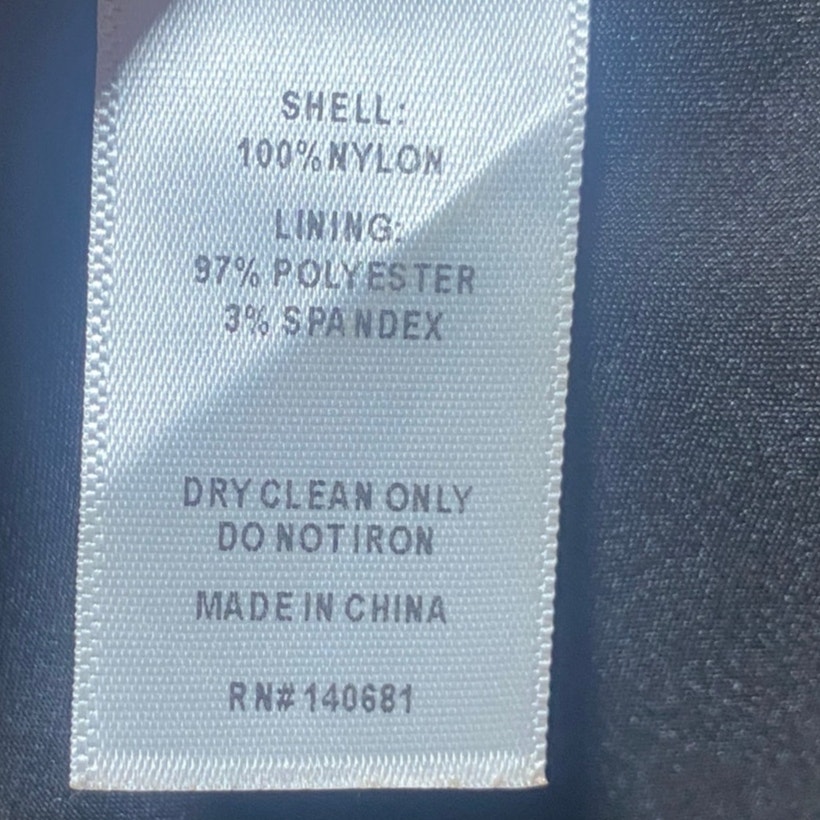 SHELL:
100% NYLON
LINING:
97% POLYESTER
3% SPANDEX
DRY CLEAN ONLY
DO NOT IRON
MADE IN CHINA
RN# 140681